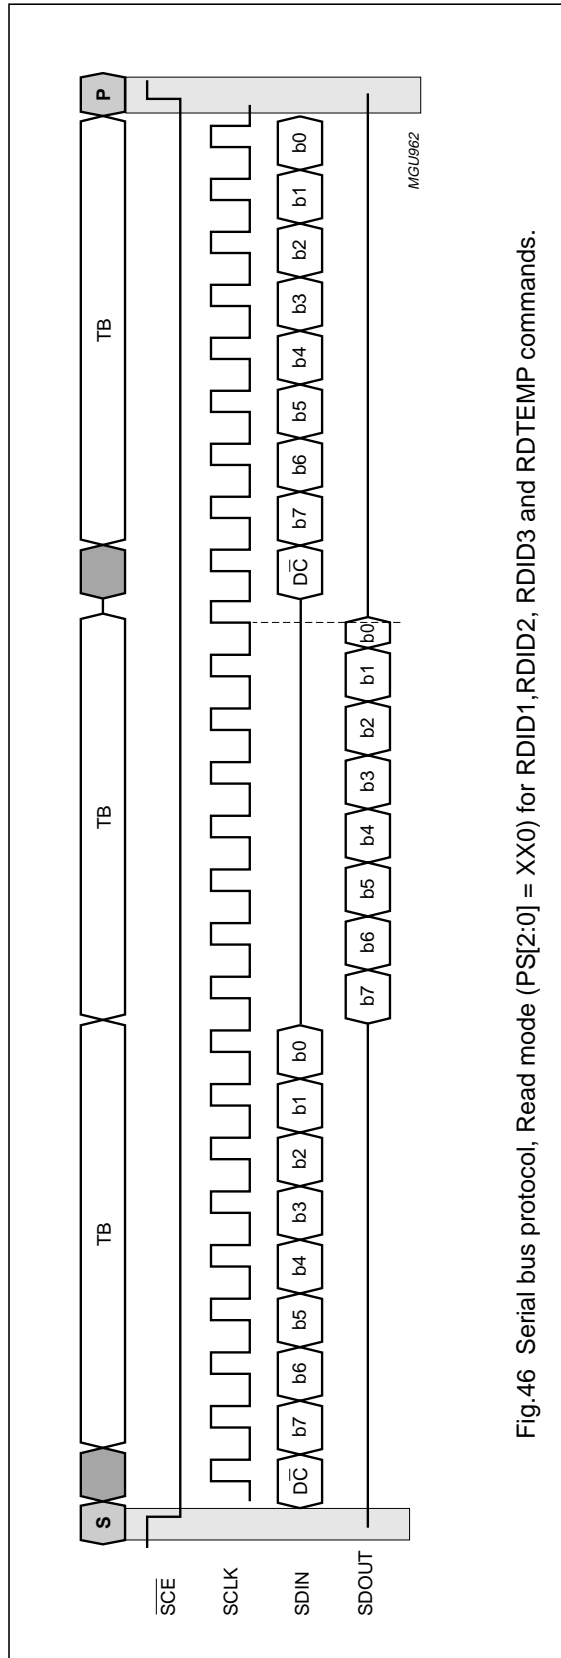 S TB TB TB P
SCE
SCLK
SDIN DC b7 b6 b5 b4 b3 b2 b1 b0 DC b7 b6 b5 b4 b3 b2 b1 b0
SDOUT b7 b6 b5 b4 b3 b2 b1 b0
MGU962
Fig.46 Serial bus protocol, Read mode (PS[2:0] = XX0) for RDID1,RDID2, RDID3 and RDTEMP commands.